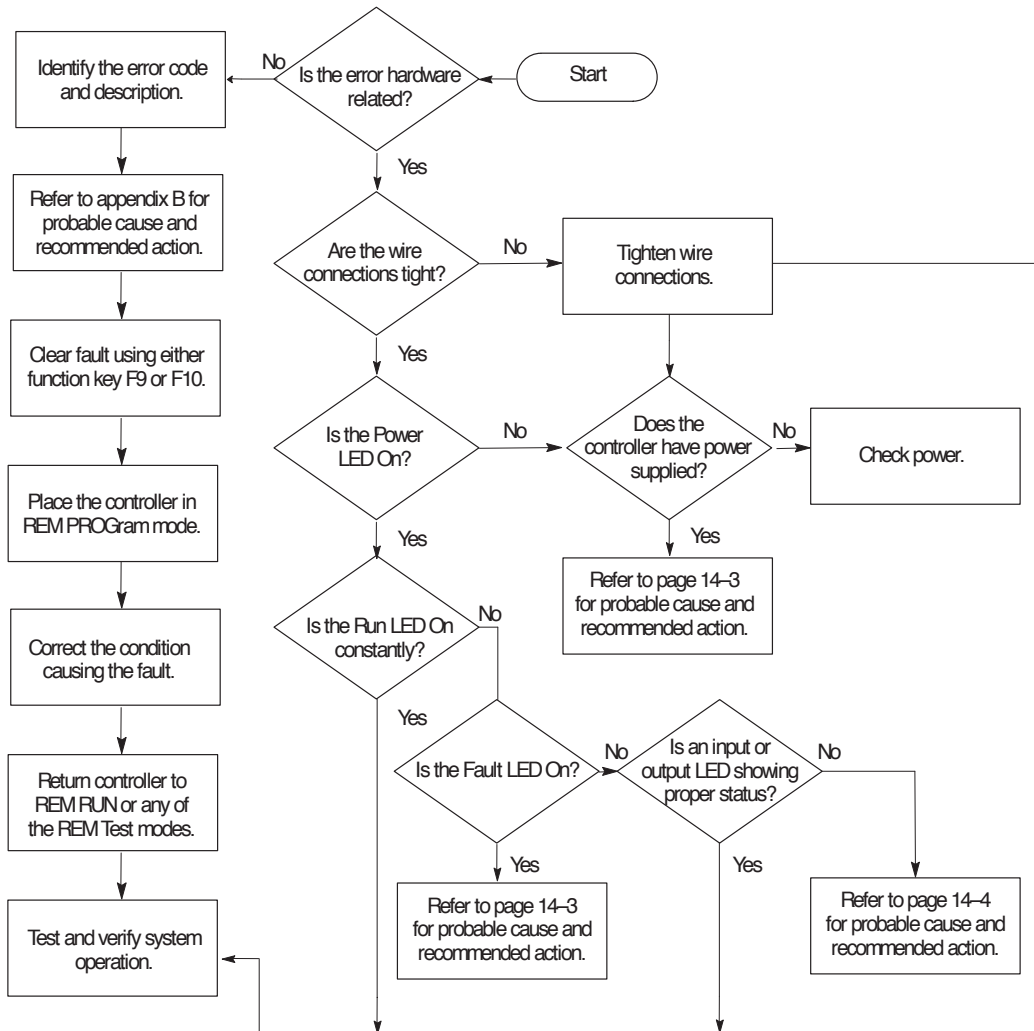 Start
Is the error hardware
related?
No
Identify the error code
and description.
Refer to appendix B for
probable cause and
recommended action.
Clear fault using either
function key F9 or F10.
Place the controller in
REM PROGram mode.
Correct the condition
causing the fault.
Return controller to
REM RUN or any of
the REM Test modes.
Test and verify system
operation.
Yes
Are the wire
connections tight?
No
Tighten wire
connections.
Yes
Is the Power
LED On?
No
Does the
controller have power
supplied?
No
Check power.
Yes
Refer to page 14–3
for probable cause and
recommended action.
Yes
Is the Run LED On
constantly?
No
Yes
Is the Fault LED On?
No
Is an input or
output LED showing
proper status?
No
Yes
Refer to page 14–3
for probable cause and
recommended action.
Yes
Refer to page 14–4
for probable cause and
recommended action.